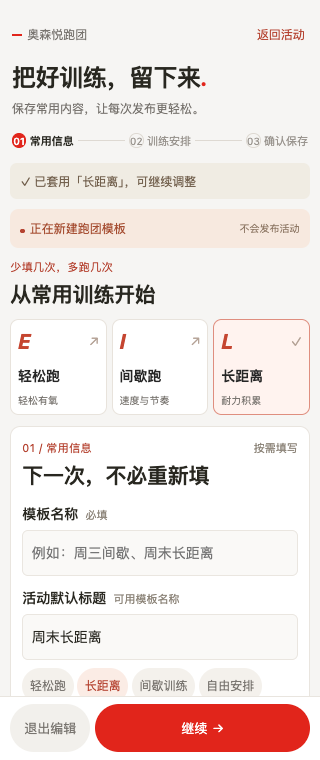 奥森悦跑团 返回活动
把好训练，留下来.
保存常用内容，让每次发布更轻松。
01 常用信息 02 训练安排 03 确认保存
✓ 已套用「长距离」，可继续调整
正在新建跑团模板 不会发布活动
少填几次，多跑几次
从常用训练开始
E ↗ I ↗ L ✓
轻松跑 间歇跑 长距离
轻松有氧 速度与节奏 耐力积累
01 / 常用信息 按需填写
下一次，不必重新填
模板名称 必填
例如：周三间歇、周末长距离
活动默认标题 可用模板名称
周末长距离
轻松跑 长距离 间歇训练 自由安排
退出编辑 继续 →